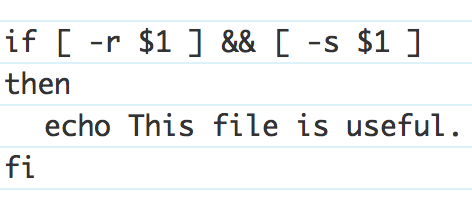 if [ -r $1 ] && [ -s $1 ]
then
  echo This file is useful.
fi